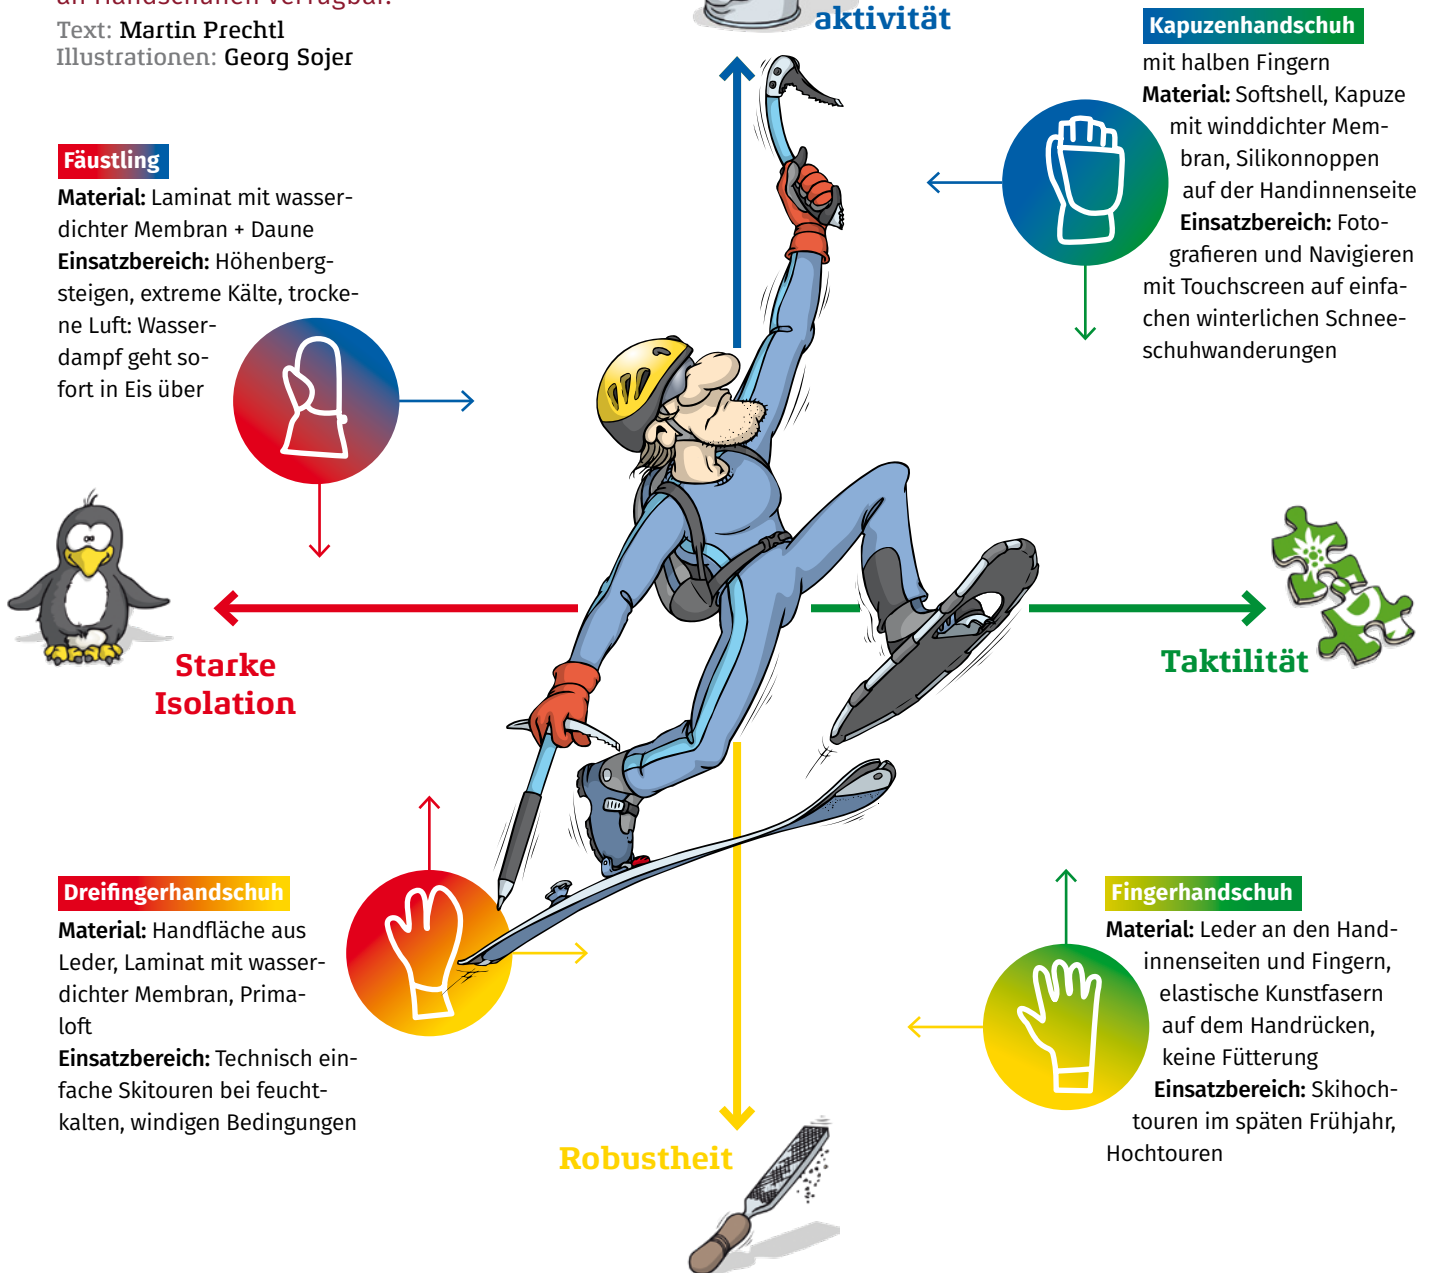 an Handschuhen verfügbar.
Text: Martin Prechtl
Illustrationen: Georg Sojer
aktivität
Kapuzenhandschuh
mit halben Fingern
Material: Softshell, Kapuze
mit winddichter Mem-
bran, Silikonnoppen
auf der Handinnenseite
Einsatzbereich: Foto-
grafieren und Navigieren
mit Touchscreen auf einfa-
chen winterlichen Schnee-
schuhwanderungen
Fäustling
Material: Laminat mit wasser-
dichter Membran + Daune
Einsatzbereich: Höhenberg-
steigen, extreme Kälte, trocke-
ne Luft: Wasser-
dampf geht so-
fort in Eis über
Starke
Isolation
Taktilität
Dreifingerhandschuh
Material: Handfläche aus
Leder, Laminat mit wasser-
dichter Membran, Prima-
loft
Einsatzbereich: Technisch ein-
fache Skitouren bei feucht-
kalten, windigen Bedingungen
Fingerhandschuh
Material: Leder an den Hand-
innenseiten und Fingern,
elastische Kunstfasern
auf dem Handrücken,
keine Fütterung
Einsatzbereich: Skihoch-
touren im späten Frühjahr,
Hochtouren
Robustheit